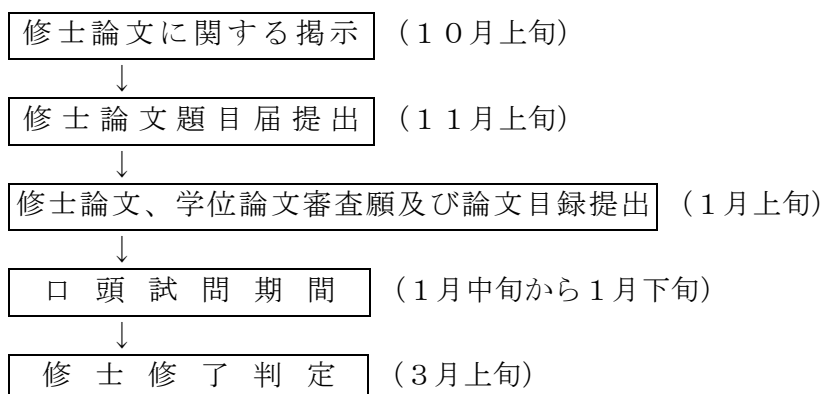 修士論文に関する掲示 (10月上旬)
↓
修士論文題目届提出 (11月上旬)
↓
修士論文、学位論文審査願及び論文目録提出 (1月上旬)
↓
口頭試問期間 (1月中旬から1月下旬)
↓
修士修了判定 (3月上旬)